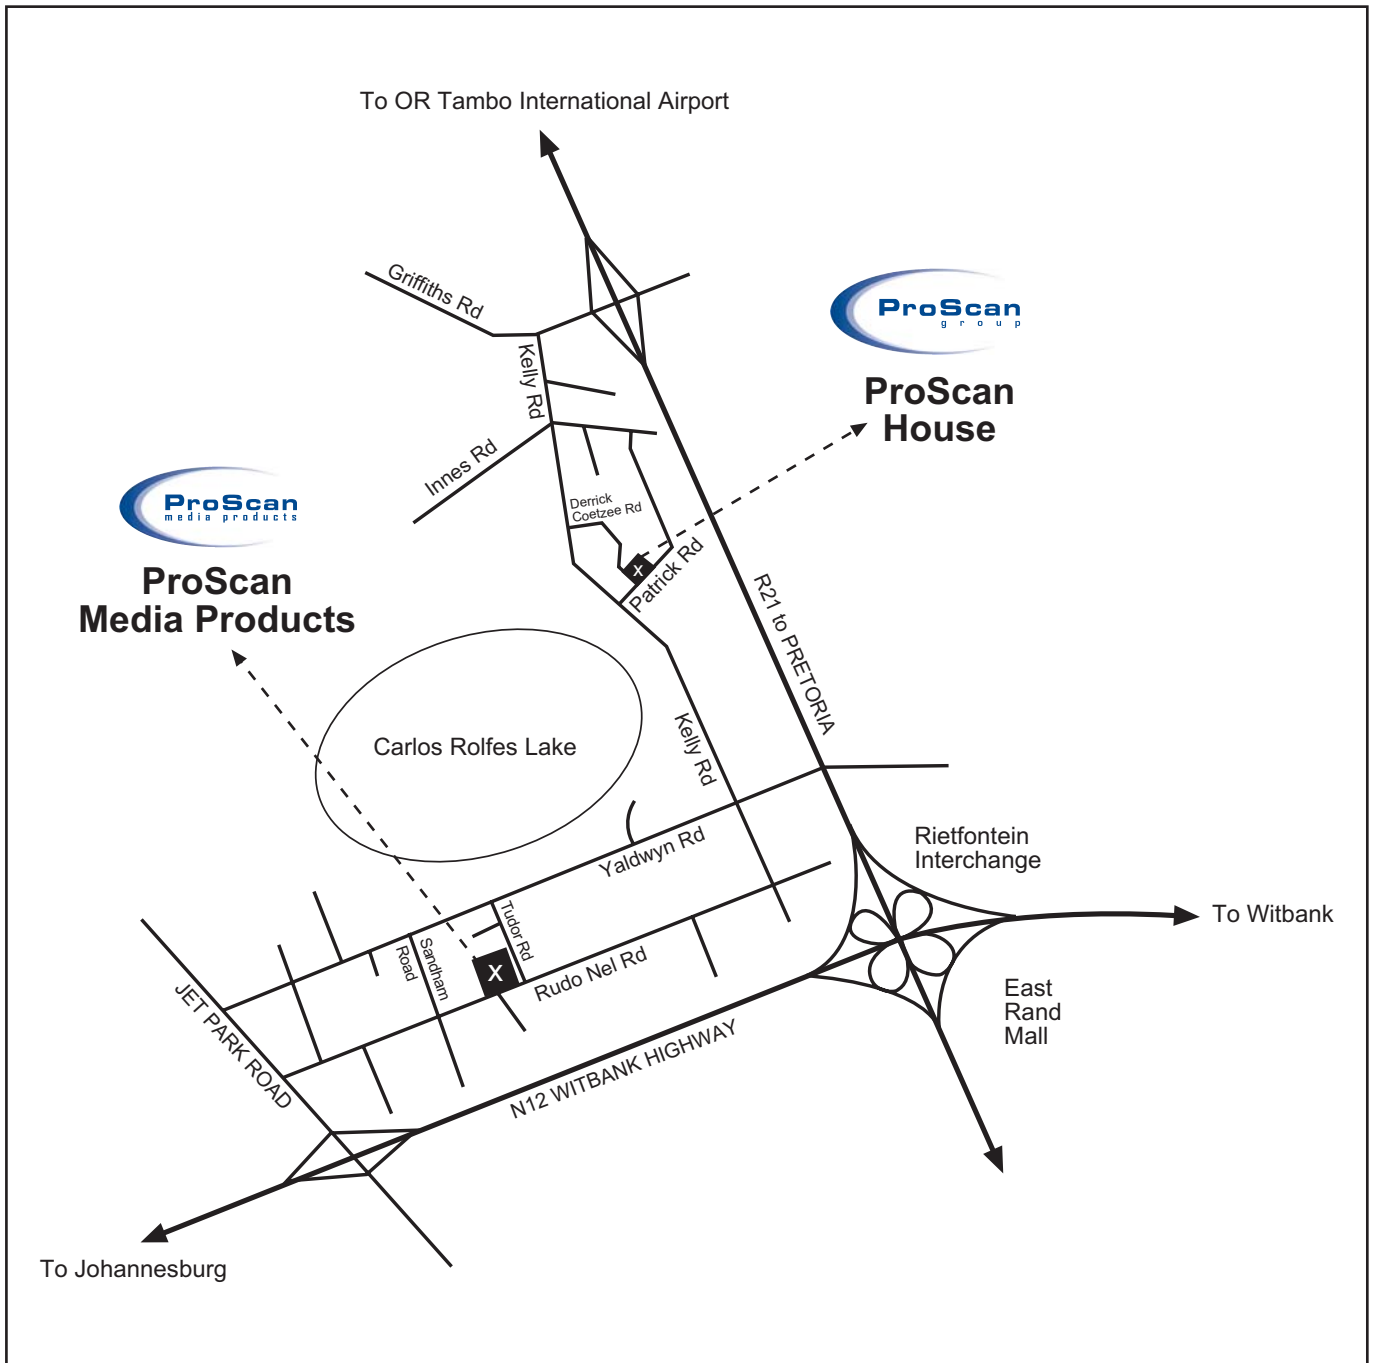 To OR Tambo International Airport
Griffiths Rd
ProScan
group
ProScan
House
Kelly Rd
Innes Rd
ProScan
media products
ProScan
Media Products
Derrick
Coetzee Rd
X
Patrick Rd
R21 to PRETORIA
Carlos Rolfes Lake
Kelly Rd
Yaldwyn Rd
Rietfontein
Interchange
To Witbank
Tudor Rd
Sandham
Road
X
Rudo Nel Rd
JET PARK ROAD
East
Rand
Mall
N12 WITBANK HIGHWAY
To Johannesburg